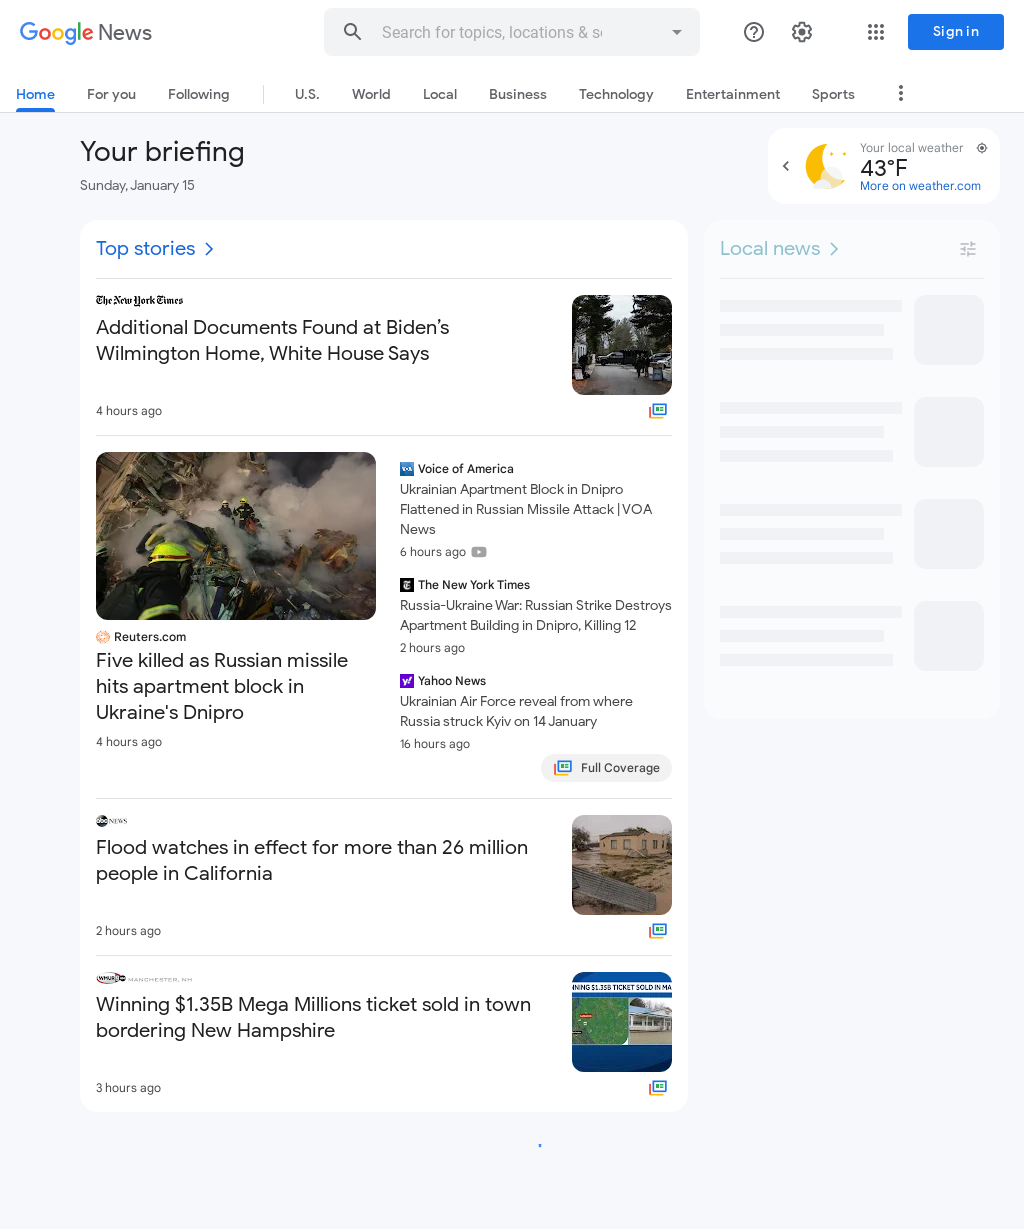 Google News
Search for topics, locations & so
Sign in
Home
For you
Following
U.S.
World
Local
Business
Technology
Entertainment
Sports
Your briefing
Sunday, January 15
Your local weather
43°F
More on weather.com
Top stories
Local news
The New York Times
Additional Documents Found at Biden’s
Wilmington Home, White House Says
4 hours ago
Reuters.com
Five killed as Russian missile
hits apartment block in
Ukraine's Dnipro
4 hours ago
VOA
Voice of America
Ukrainian Apartment Block in Dnipro
Flattened in Russian Missile Attack | VOA
News
6 hours ago
The New York Times
Russia-Ukraine War: Russian Strike Destroys
Apartment Building in Dnipro, Killing 12
2 hours ago
y!
Yahoo News
Ukrainian Air Force reveal from where
Russia struck Kyiv on 14 January
16 hours ago
Full Coverage
abc NEWS
Flood watches in effect for more than 26 million
people in California
2 hours ago
WMUR MANCHESTER, NH
Winning $1.35B Mega Millions ticket sold in town
bordering New Hampshire
NNING $1.35B TICKET SOLD IN MA
3 hours ago